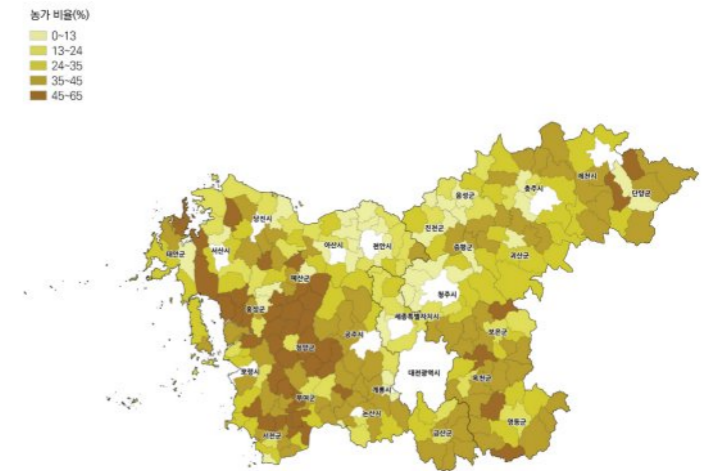 농가 비율(%)
0~13
13~24
24~35
35~45
45~65
제천시
충주시
단양군
음성군
당진시
진천군
아산시
천안시
증평군
서산시
태안군
괴산군
예산군
청주시
홍성군
세종특별자치시
공주시
보은군
청양군
대전광역시
보령시
옥천군
계룡시
부여군
논산시
영동군
서천군
금산군